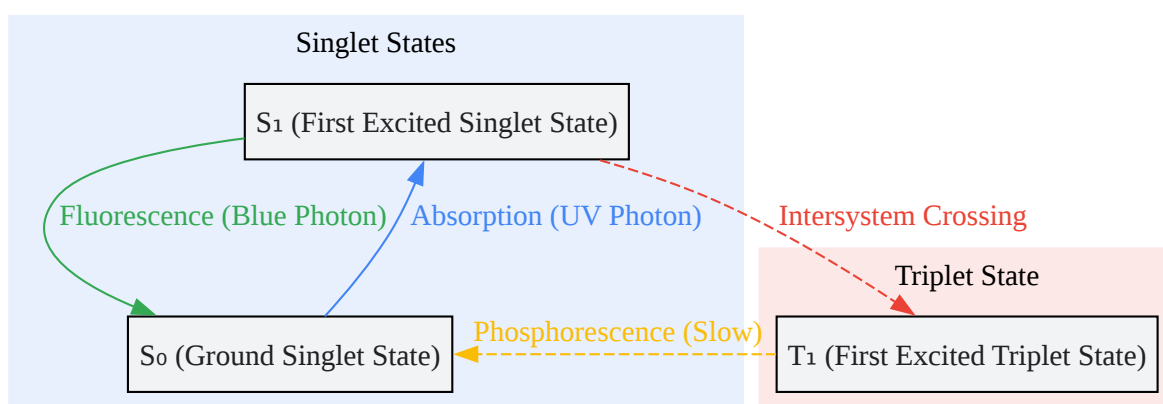 Singlet States
S₁ (First Excited Singlet State)
Fluorescence (Blue Photon)
Absorption (UV Photon)
Intersystem Crossing
Triplet State
Phosphorescence (Slow)
S₀ (Ground Singlet State)
T₁ (First Excited Triplet State)